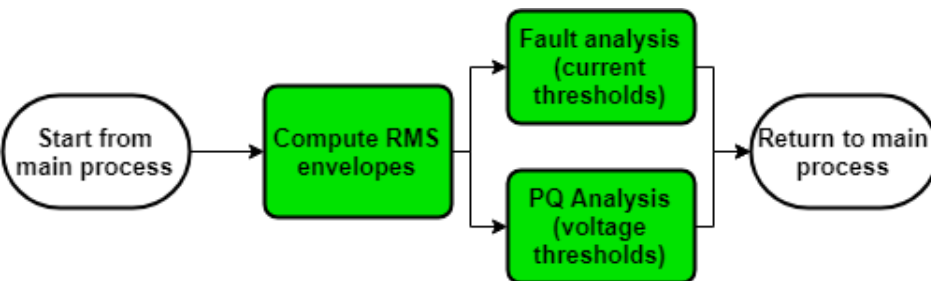 Start from
main process
Compute RMS
envelopes
Fault analysis
(current
thresholds)
PQ Analysis
(voltage
thresholds)
Return to main
process